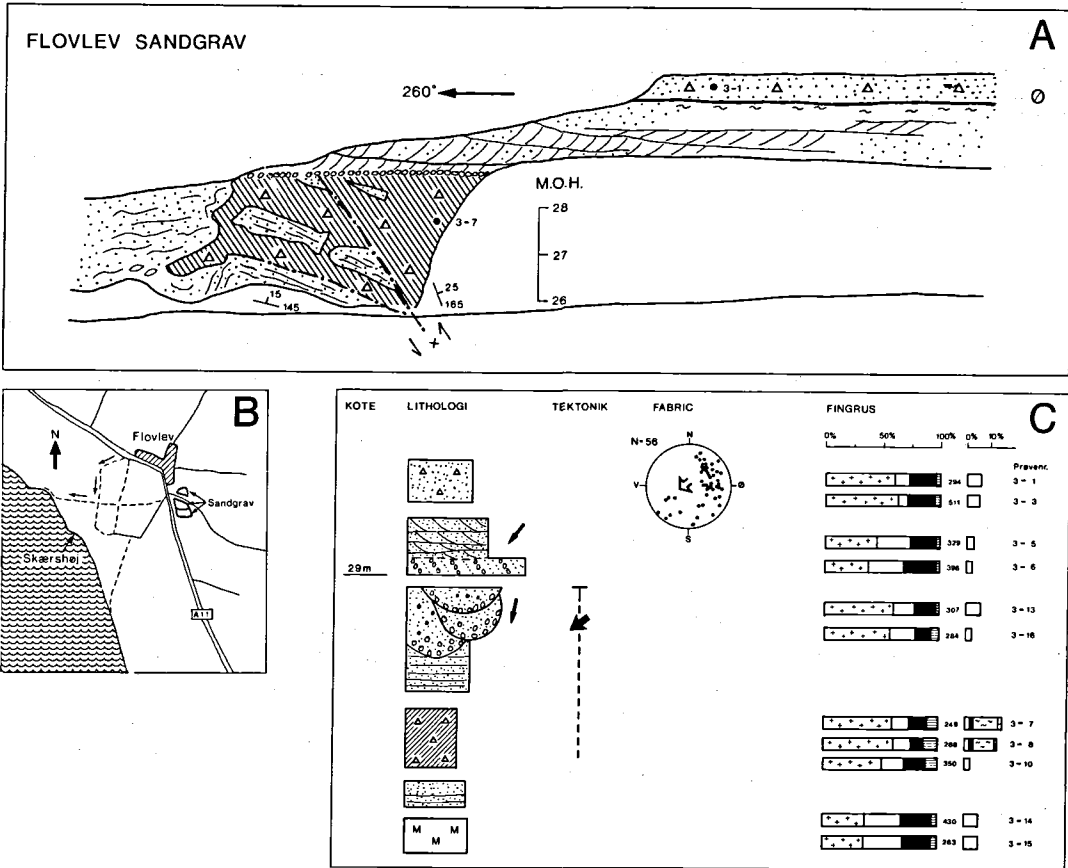 FLOVLEV SANDGRAV
A
260°
3-1
Ø
M.O.H.
28
3-7
27
25
15
26
145
165
B
N
Flovlev
Sandgrav
Skærshøj
A11
C
KOTE LITHOLOGI TEKTONIK FABRIC FINGRUS
0% 50% 100% 0% 10%
N=56
N
V Ø
S
Prøvenr.
294 3-1
511 3-3
329 3-5
396 3-6
29m
307 3-13
284 3-16
249 3-7
288 3-8
350 3-10
430 3-14
263 3-15
M M
M